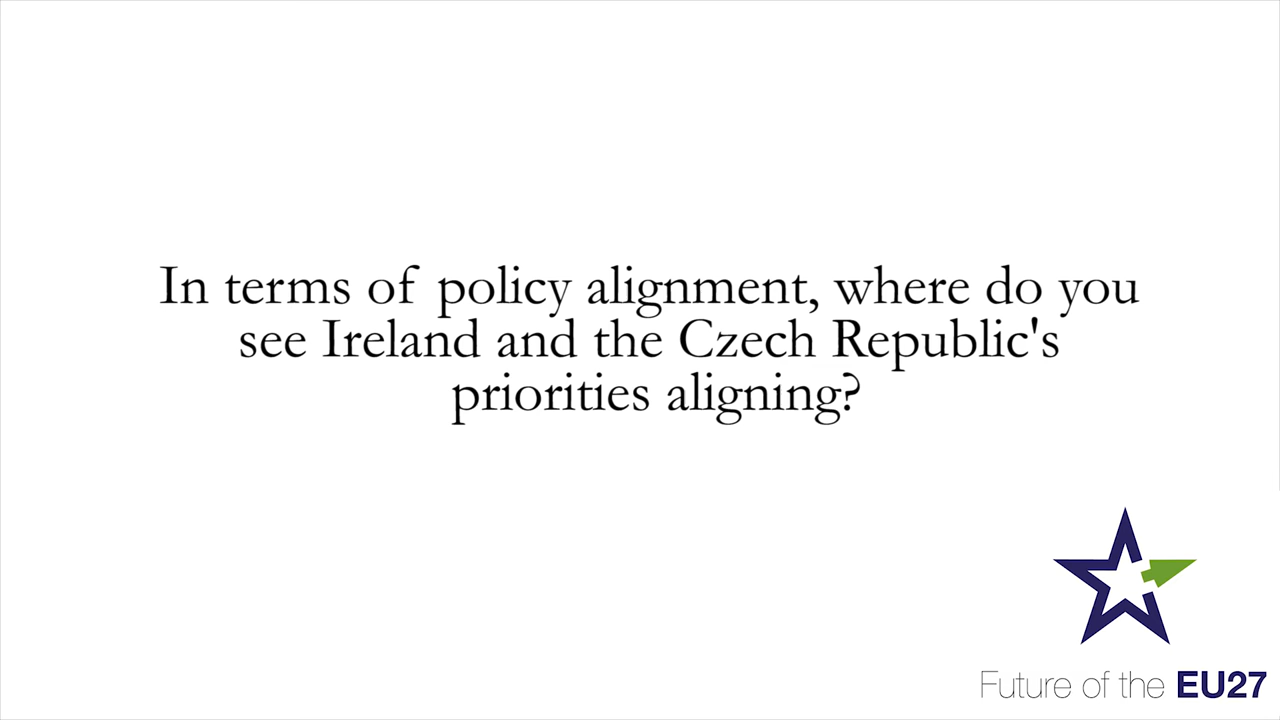 In terms of policy alignment, where do you
see Ireland and the Czech Republic's
priorities aligning?
Future of the EU27